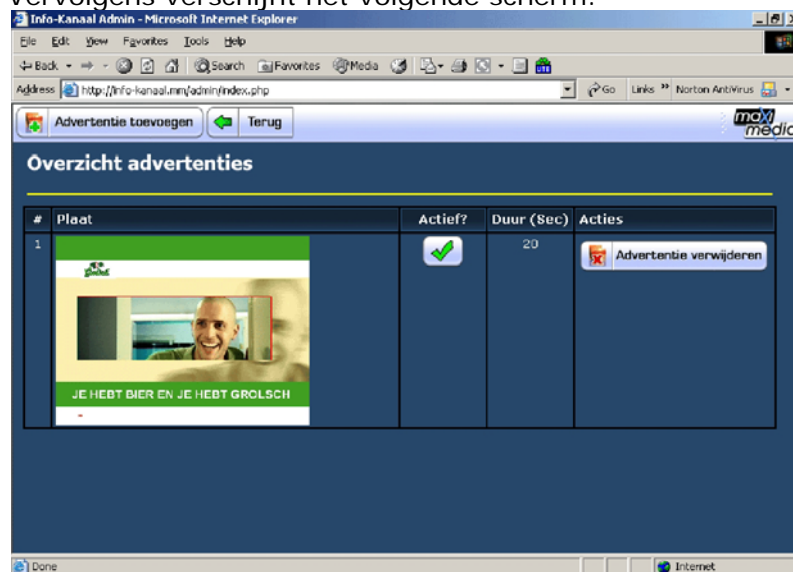 vervolgens verschijnt het volgende scherm:
Info-Kanaal Admin - Microsoft Internet Explorer
File Edit View Favorites Tools Help
Back Search Favorites Media
Address http://info-kanaal.mm/admin/index.php Go Links » Norton AntiVirus
Advertentie toevoegen Terug
maxi
medic
Overzicht advertenties
# Plaat Actief? Duur (Sec) Acties
1 20 Advertentie verwijderen
Grolsch
JE HEBT BIER EN JE HEBT GROLSCH
Done Internet